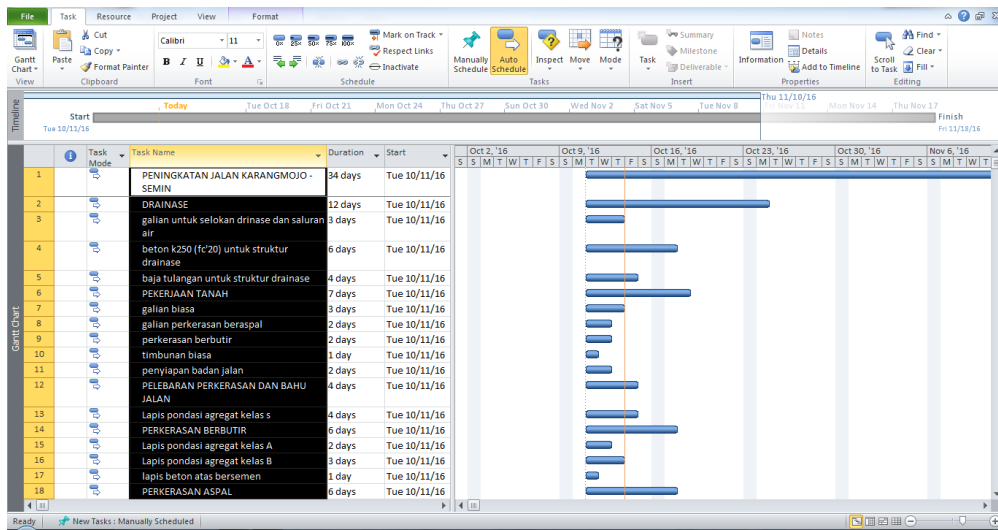 File Task Resource Project View Format
Gantt Chart
View
Paste
Cut
Copy
Format Painter
Clipboard
Calibri 11
B I U A
Font
0% 25% 50% 75% 100%
Mark on Track
Respect Links
Inactivate
Schedule
Manually Schedule
Auto Schedule
Inspect Move Mode
Tasks
Task
Summary
Milestone
Deliverable
Insert
Information
Notes
Details
Add to Timeline
Properties
Scroll to Task
Find
Clear
Fill
Editing
Timeline
Thu 11/10/16
Today Tue Oct 18 Fri Oct 21 Mon Oct 24 Thu Oct 27 Sun Oct 30 Wed Nov 2 Sat Nov 5 Tue Nov 8 Fri Nov 11 Mon Nov 14 Thu Nov 17
Start
Tue 10/11/16
Finish
Fri 11/18/16
Task Mode Task Name Duration Start
Oct 2, '16 Oct 9, '16 Oct 16, '16 Oct 23, '16 Oct 30, '16 Nov 6, '16
S S M T W T F S S M T W T F S S M T W T F S S M T W T F S S M T W T F S S M T W T
Gantt Chart
1 PENINGKATAN JALAN KARANGMOJO - SEMIN 34 days Tue 10/11/16
2 DRAINASE 12 days Tue 10/11/16
3 galian untuk selokan drinase dan saluran air 3 days Tue 10/11/16
4 beton k250 (fc'20) untuk struktur drainase 6 days Tue 10/11/16
5 baja tulangan untuk struktur drainase 4 days Tue 10/11/16
6 PEKERJAAN TANAH 7 days Tue 10/11/16
7 galian biasa 3 days Tue 10/11/16
8 galian perkerasan beraspal 2 days Tue 10/11/16
9 perkerasan berbutir 2 days Tue 10/11/16
10 timbunan biasa 1 day Tue 10/11/16
11 penyiapan badan jalan 2 days Tue 10/11/16
12 PELEBARAN PERKERASAN DAN BAHU JALAN 4 days Tue 10/11/16
13 Lapis pondasi agregat kelas s 4 days Tue 10/11/16
14 PERKERASAN BERBUTIR 6 days Tue 10/11/16
15 Lapis pondasi agregat kelas A 2 days Tue 10/11/16
16 Lapis pondasi agregat kelas B 3 days Tue 10/11/16
17 lapis beton atas bersemen 1 day Tue 10/11/16
18 PERKERASAN ASPAL 6 days Tue 10/11/16
Ready New Tasks : Manually Scheduled